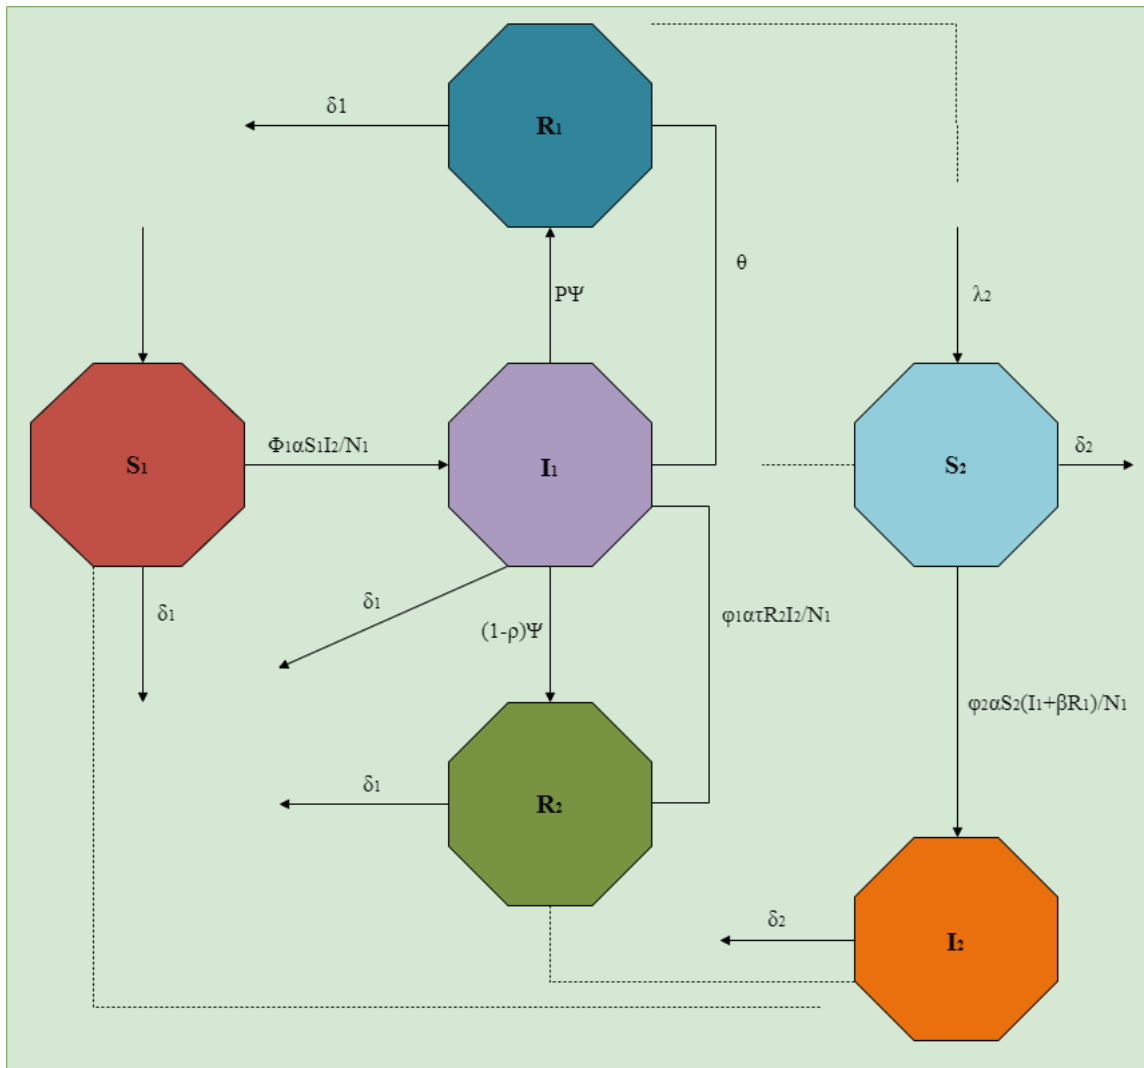 δ1
R₁
θ
PΨ
λ₂
S₁
Φ₁αS₁I₂/N₁
I₁
S₂
δ₂
δ₁
δ₁
(1-ρ)Ψ
φ₁ατR₂I₂/N₁
φ₂αS₂(I₁+βR₁)/N₁
δ₁
R₂
δ₂
I₂